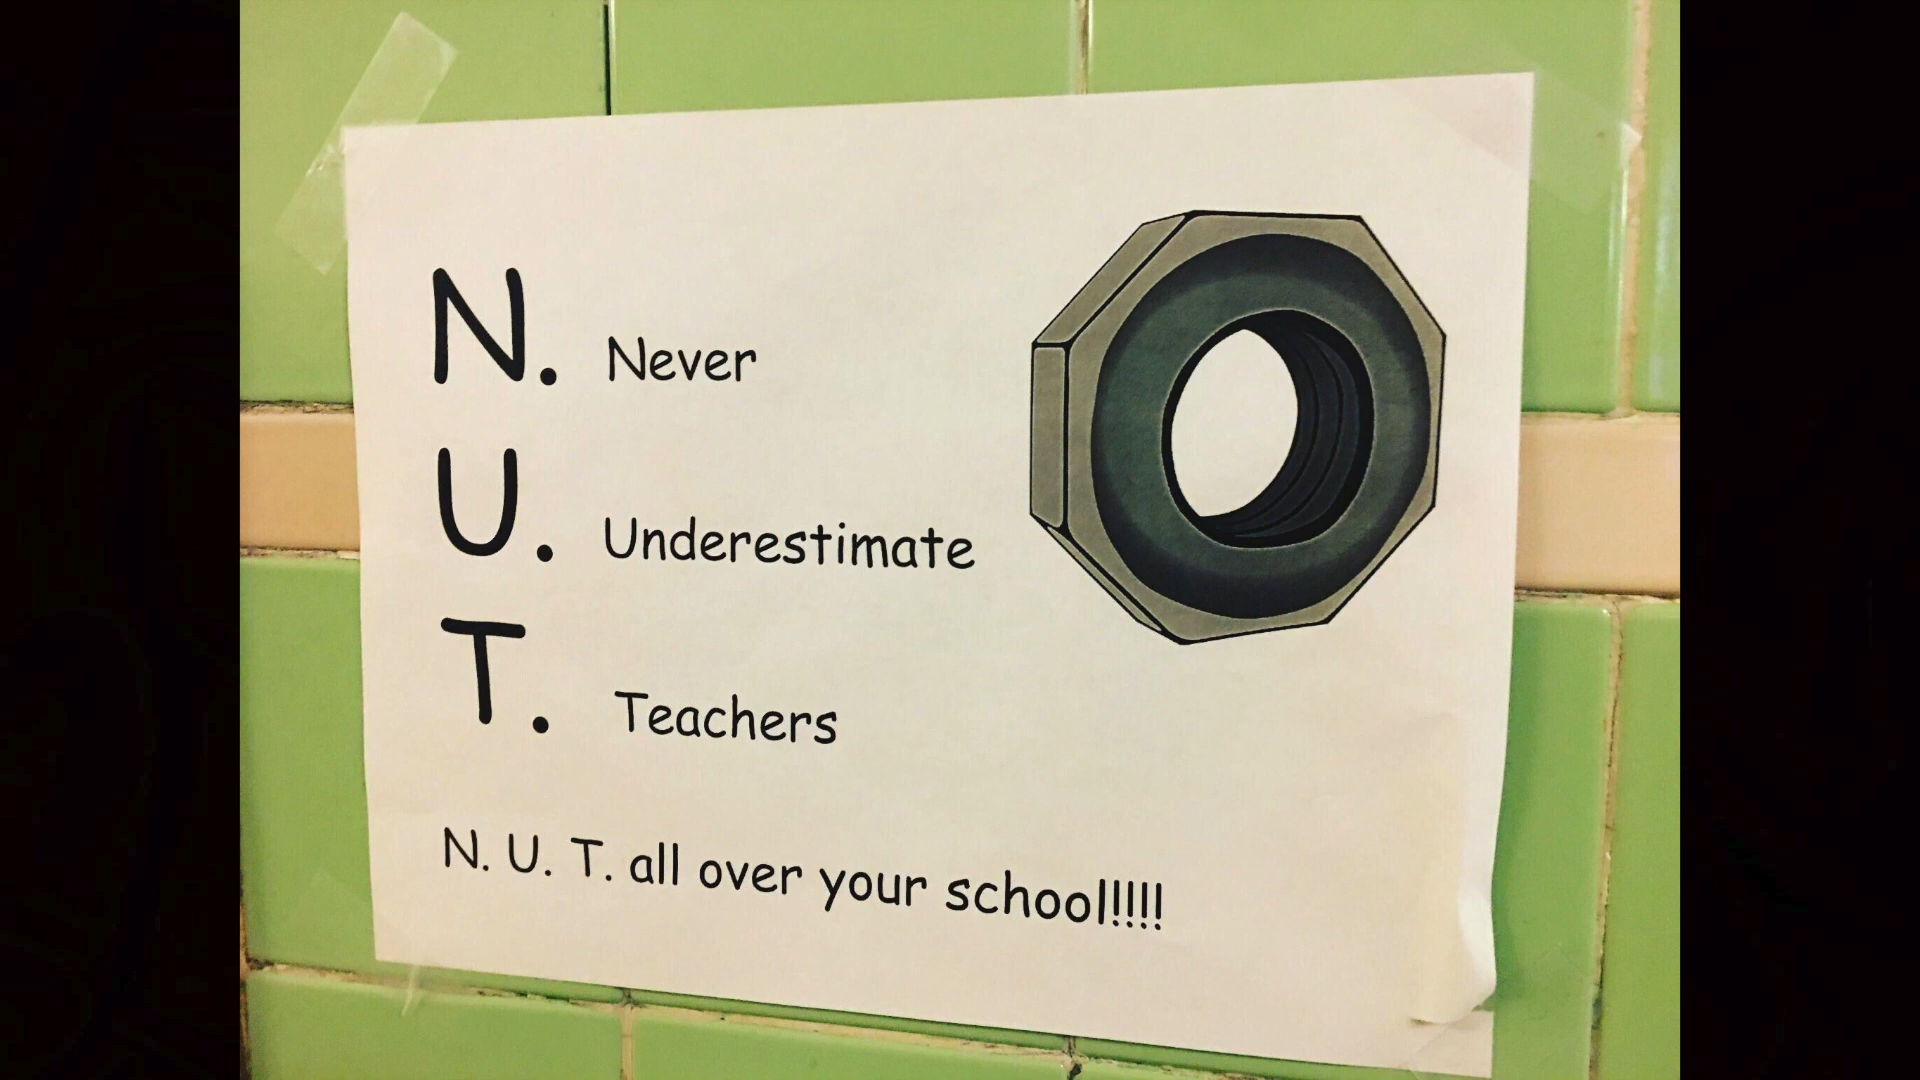 N. Never
U. Underestimate
T. Teachers
N. U. T. all over your school!!!!